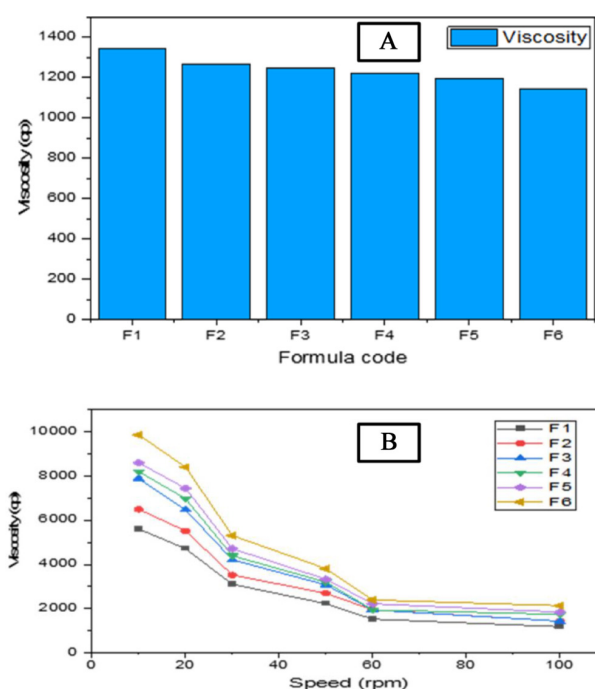 A
Viscosity
1400
1200
1000
800
600
400
200
0
Viscosity (cp)
F1 F2 F3 F4 F5 F6
Formula code
B
F1
F2
F3
F4
F5
F6
10000
8000
6000
4000
2000
0
Viscosity(cp)
0 20 40 60 80 100
Speed (rpm)